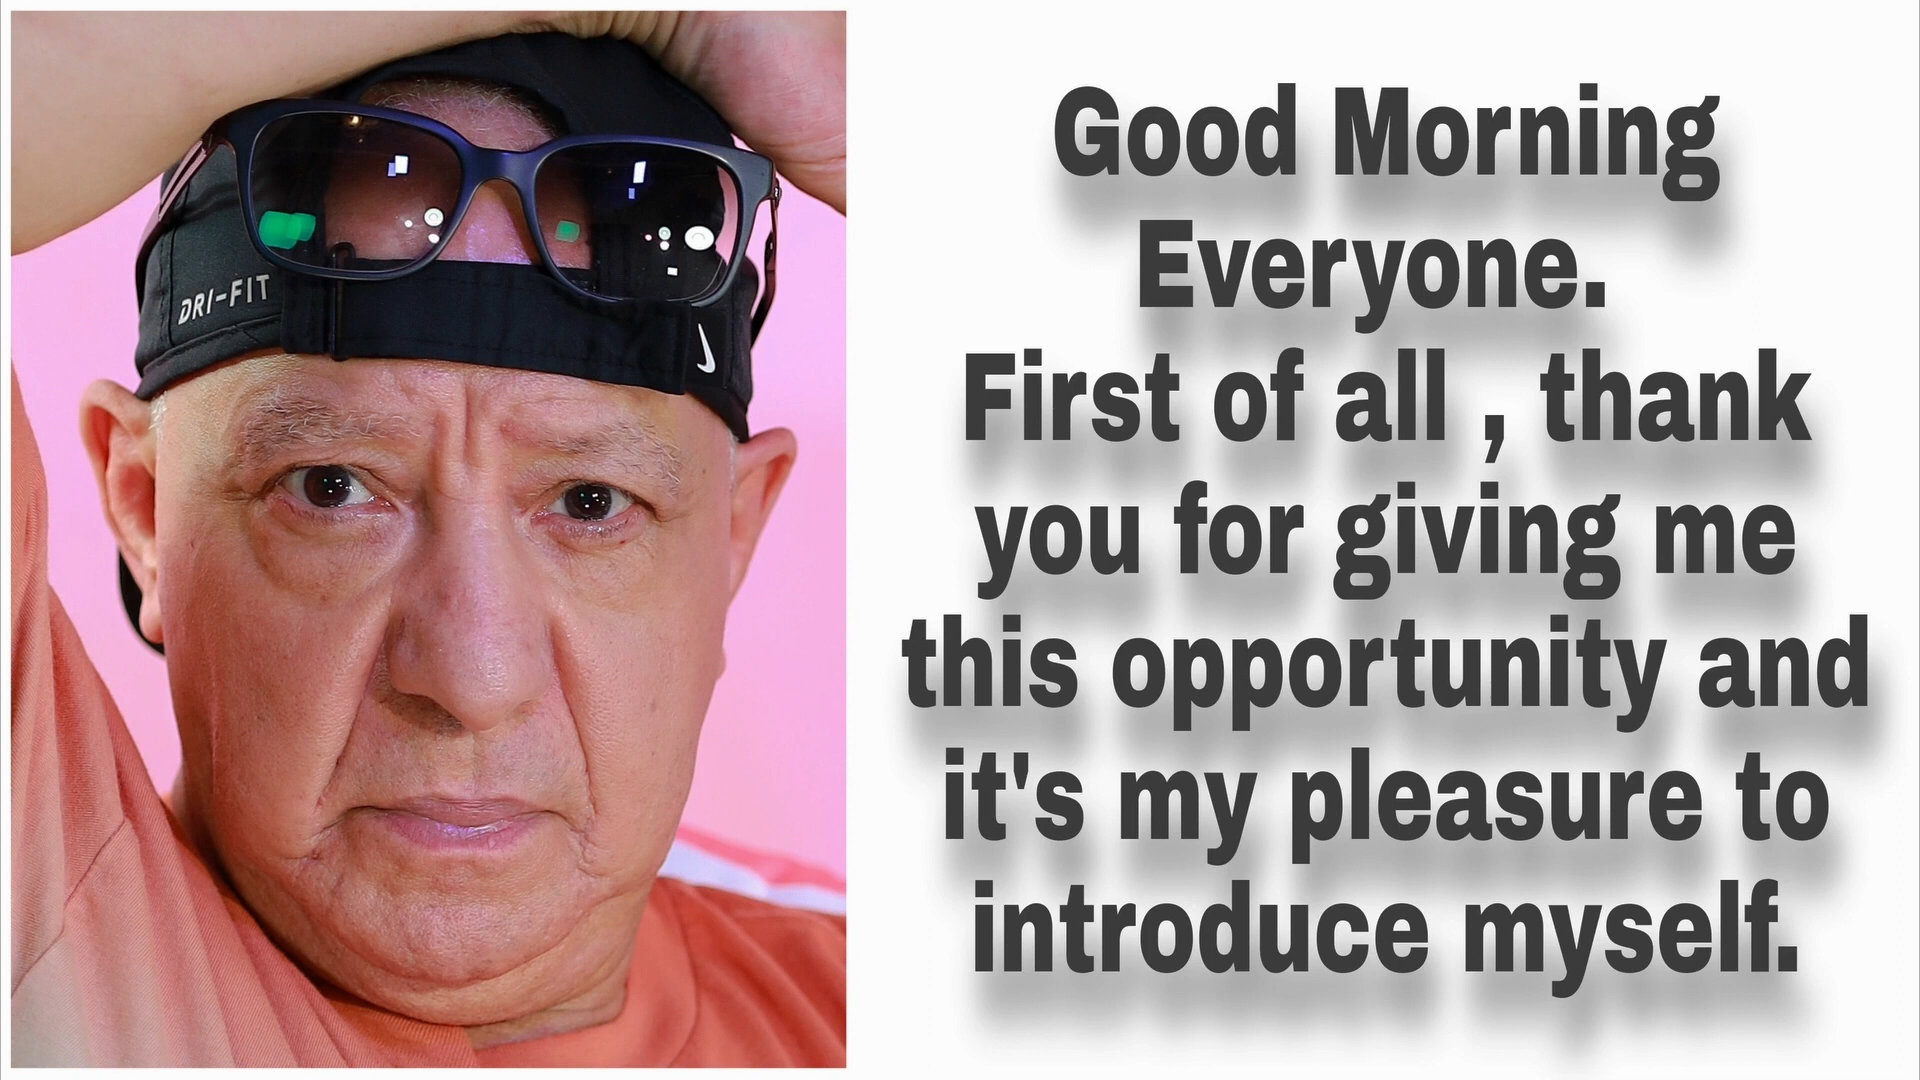 DRI-FIT
Good Morning
Everyone.
First of all , thank
you for giving me
this opportunity and
it's my pleasure to
introduce myself.